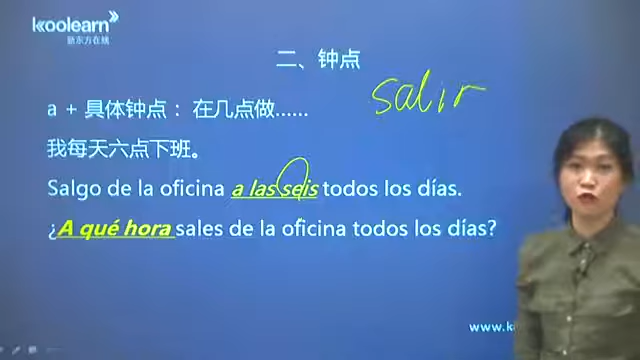 koolearn
新东方在线
二、钟点
salir
a + 具体钟点： 在几点做......
我每天六点下班。
Salgo de la oficina a las seis todos los días.
¿A qué hora sales de la oficina todos los días?
www.k